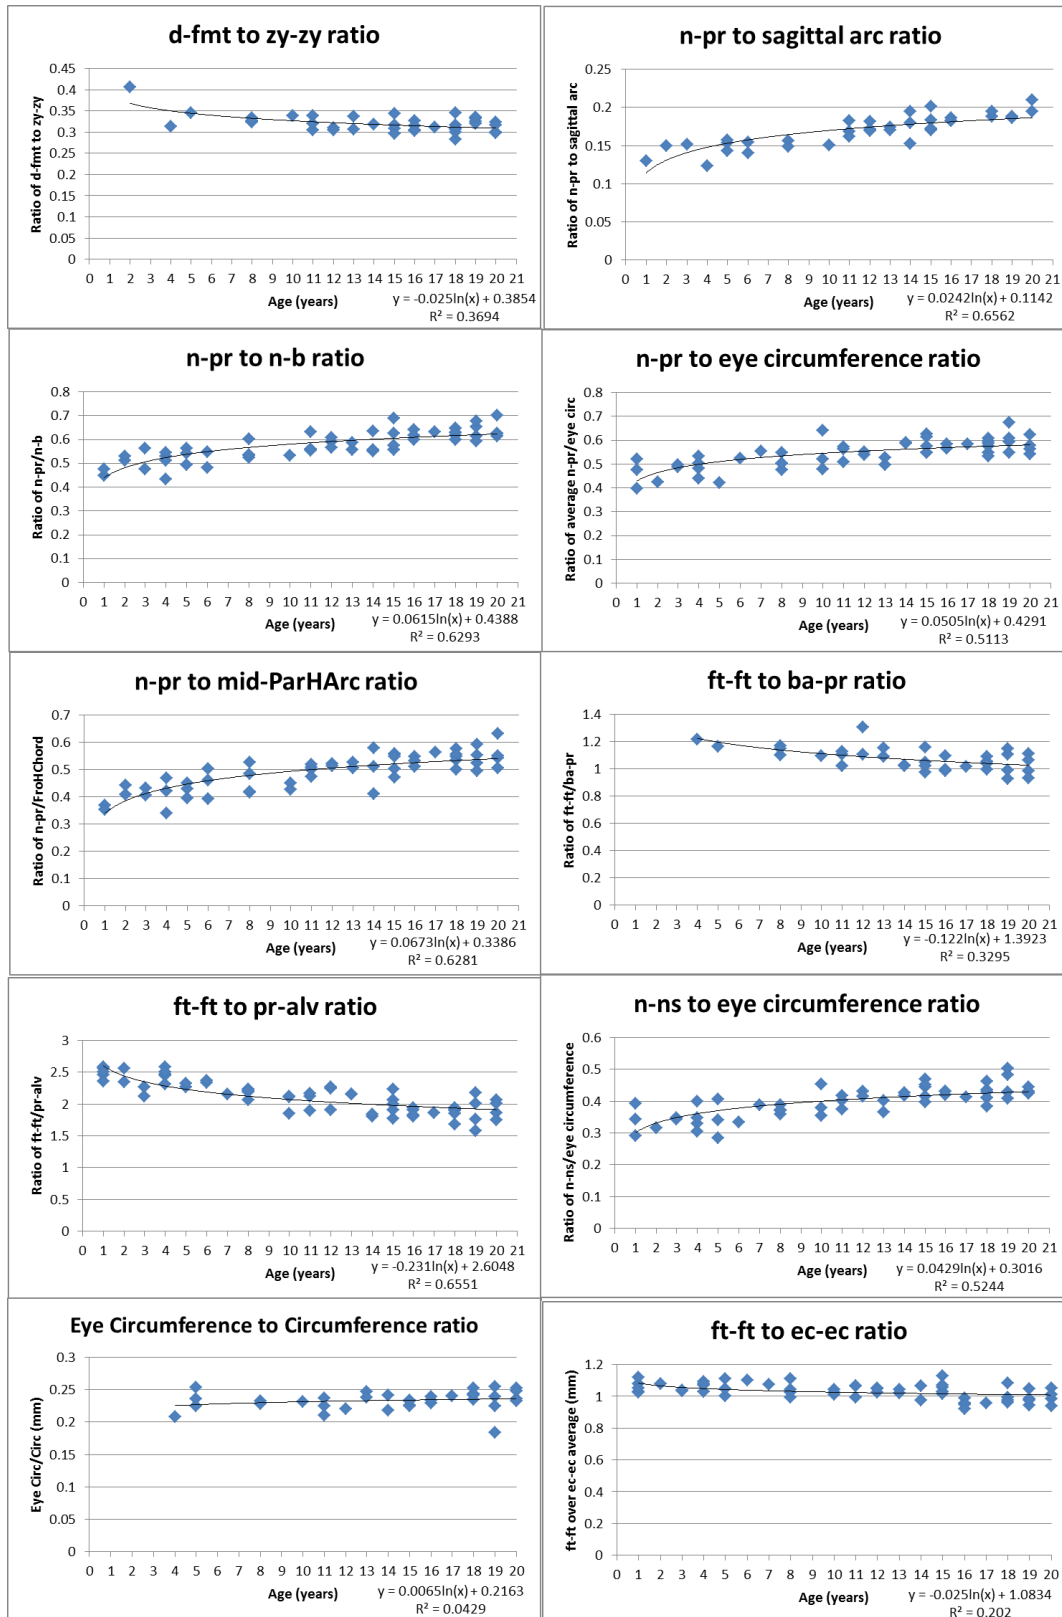 d-fmt to zy-zy ratio
Ratio of d-fmt to zy-zy
0.45
0.4
0.35
0.3
0.25
0.2
0.15
0.1
0.05
0
0 1 2 3 4 5 6 7 8 9 10 11 12 13 14 15 16 17 18 19 20 21
Age (years)
y = -0.025ln(x) + 0.3854
R² = 0.3694
n-pr to sagittal arc ratio
Ratio of n-pr to sagittal arc
0.25
0.2
0.15
0.1
0.05
0
0 1 2 3 4 5 6 7 8 9 10 11 12 13 14 15 16 17 18 19 20 21
Age (years)
y = 0.0242ln(x) + 0.1142
R² = 0.6562
n-pr to n-b ratio
Ratio of n-pr/n-b
0.8
0.7
0.6
0.5
0.4
0.3
0.2
0.1
0
0 1 2 3 4 5 6 7 8 9 10 11 12 13 14 15 16 17 18 19 20 21
Age (years)
y = 0.0615ln(x) + 0.4388
R² = 0.6293
n-pr to eye circumference ratio
Ratio of average n-pr/eye circ
0.8
0.7
0.6
0.5
0.4
0.3
0.2
0.1
0
0 1 2 3 4 5 6 7 8 9 10 11 12 13 14 15 16 17 18 19 20 21
Age (years)
y = 0.0505ln(x) + 0.4291
R² = 0.5113
n-pr to mid-ParHArc ratio
Ratio of n-pr/FroHChord
0.7
0.6
0.5
0.4
0.3
0.2
0.1
0
0 1 2 3 4 5 6 7 8 9 10 11 12 13 14 15 16 17 18 19 20 21
Age (years)
y = 0.0673ln(x) + 0.3386
R² = 0.6281
ft-ft to ba-pr ratio
Ratio of ft-ft/ba-pr
1.4
1.2
1
0.8
0.6
0.4
0.2
0
0 1 2 3 4 5 6 7 8 9 10 11 12 13 14 15 16 17 18 19 20 21
Age (years)
y = -0.122ln(x) + 1.3923
R² = 0.3295
ft-ft to pr-alv ratio
Ratio of ft-ft/pr-alv
3
2.5
2
1.5
1
0.5
0
0 1 2 3 4 5 6 7 8 9 10 11 12 13 14 15 16 17 18 19 20 21
Age (years)
y = -0.231ln(x) + 2.6048
R² = 0.6551
n-ns to eye circumference ratio
Ratio of n-ns/eye circumference
0.6
0.5
0.4
0.3
0.2
0.1
0
0 1 2 3 4 5 6 7 8 9 10 11 12 13 14 15 16 17 18 19 20 21
Age (years)
y = 0.0429ln(x) + 0.3016
R² = 0.5244
Eye Circumference to Circumference ratio
Eye Circ/Circ (mm)
0.3
0.25
0.2
0.15
0.1
0.05
0
0 1 2 3 4 5 6 7 8 9 10 11 12 13 14 15 16 17 18 19 20
Age (years)
y = 0.0065ln(x) + 0.2163
R² = 0.0429
ft-ft to ec-ec ratio
ft-ft over ec-ec average (mm)
1.2
1
0.8
0.6
0.4
0.2
0
0 1 2 3 4 5 6 7 8 9 10 11 12 13 14 15 16 17 18 19 20
Age (years)
y = -0.025ln(x) + 1.0834
R² = 0.202